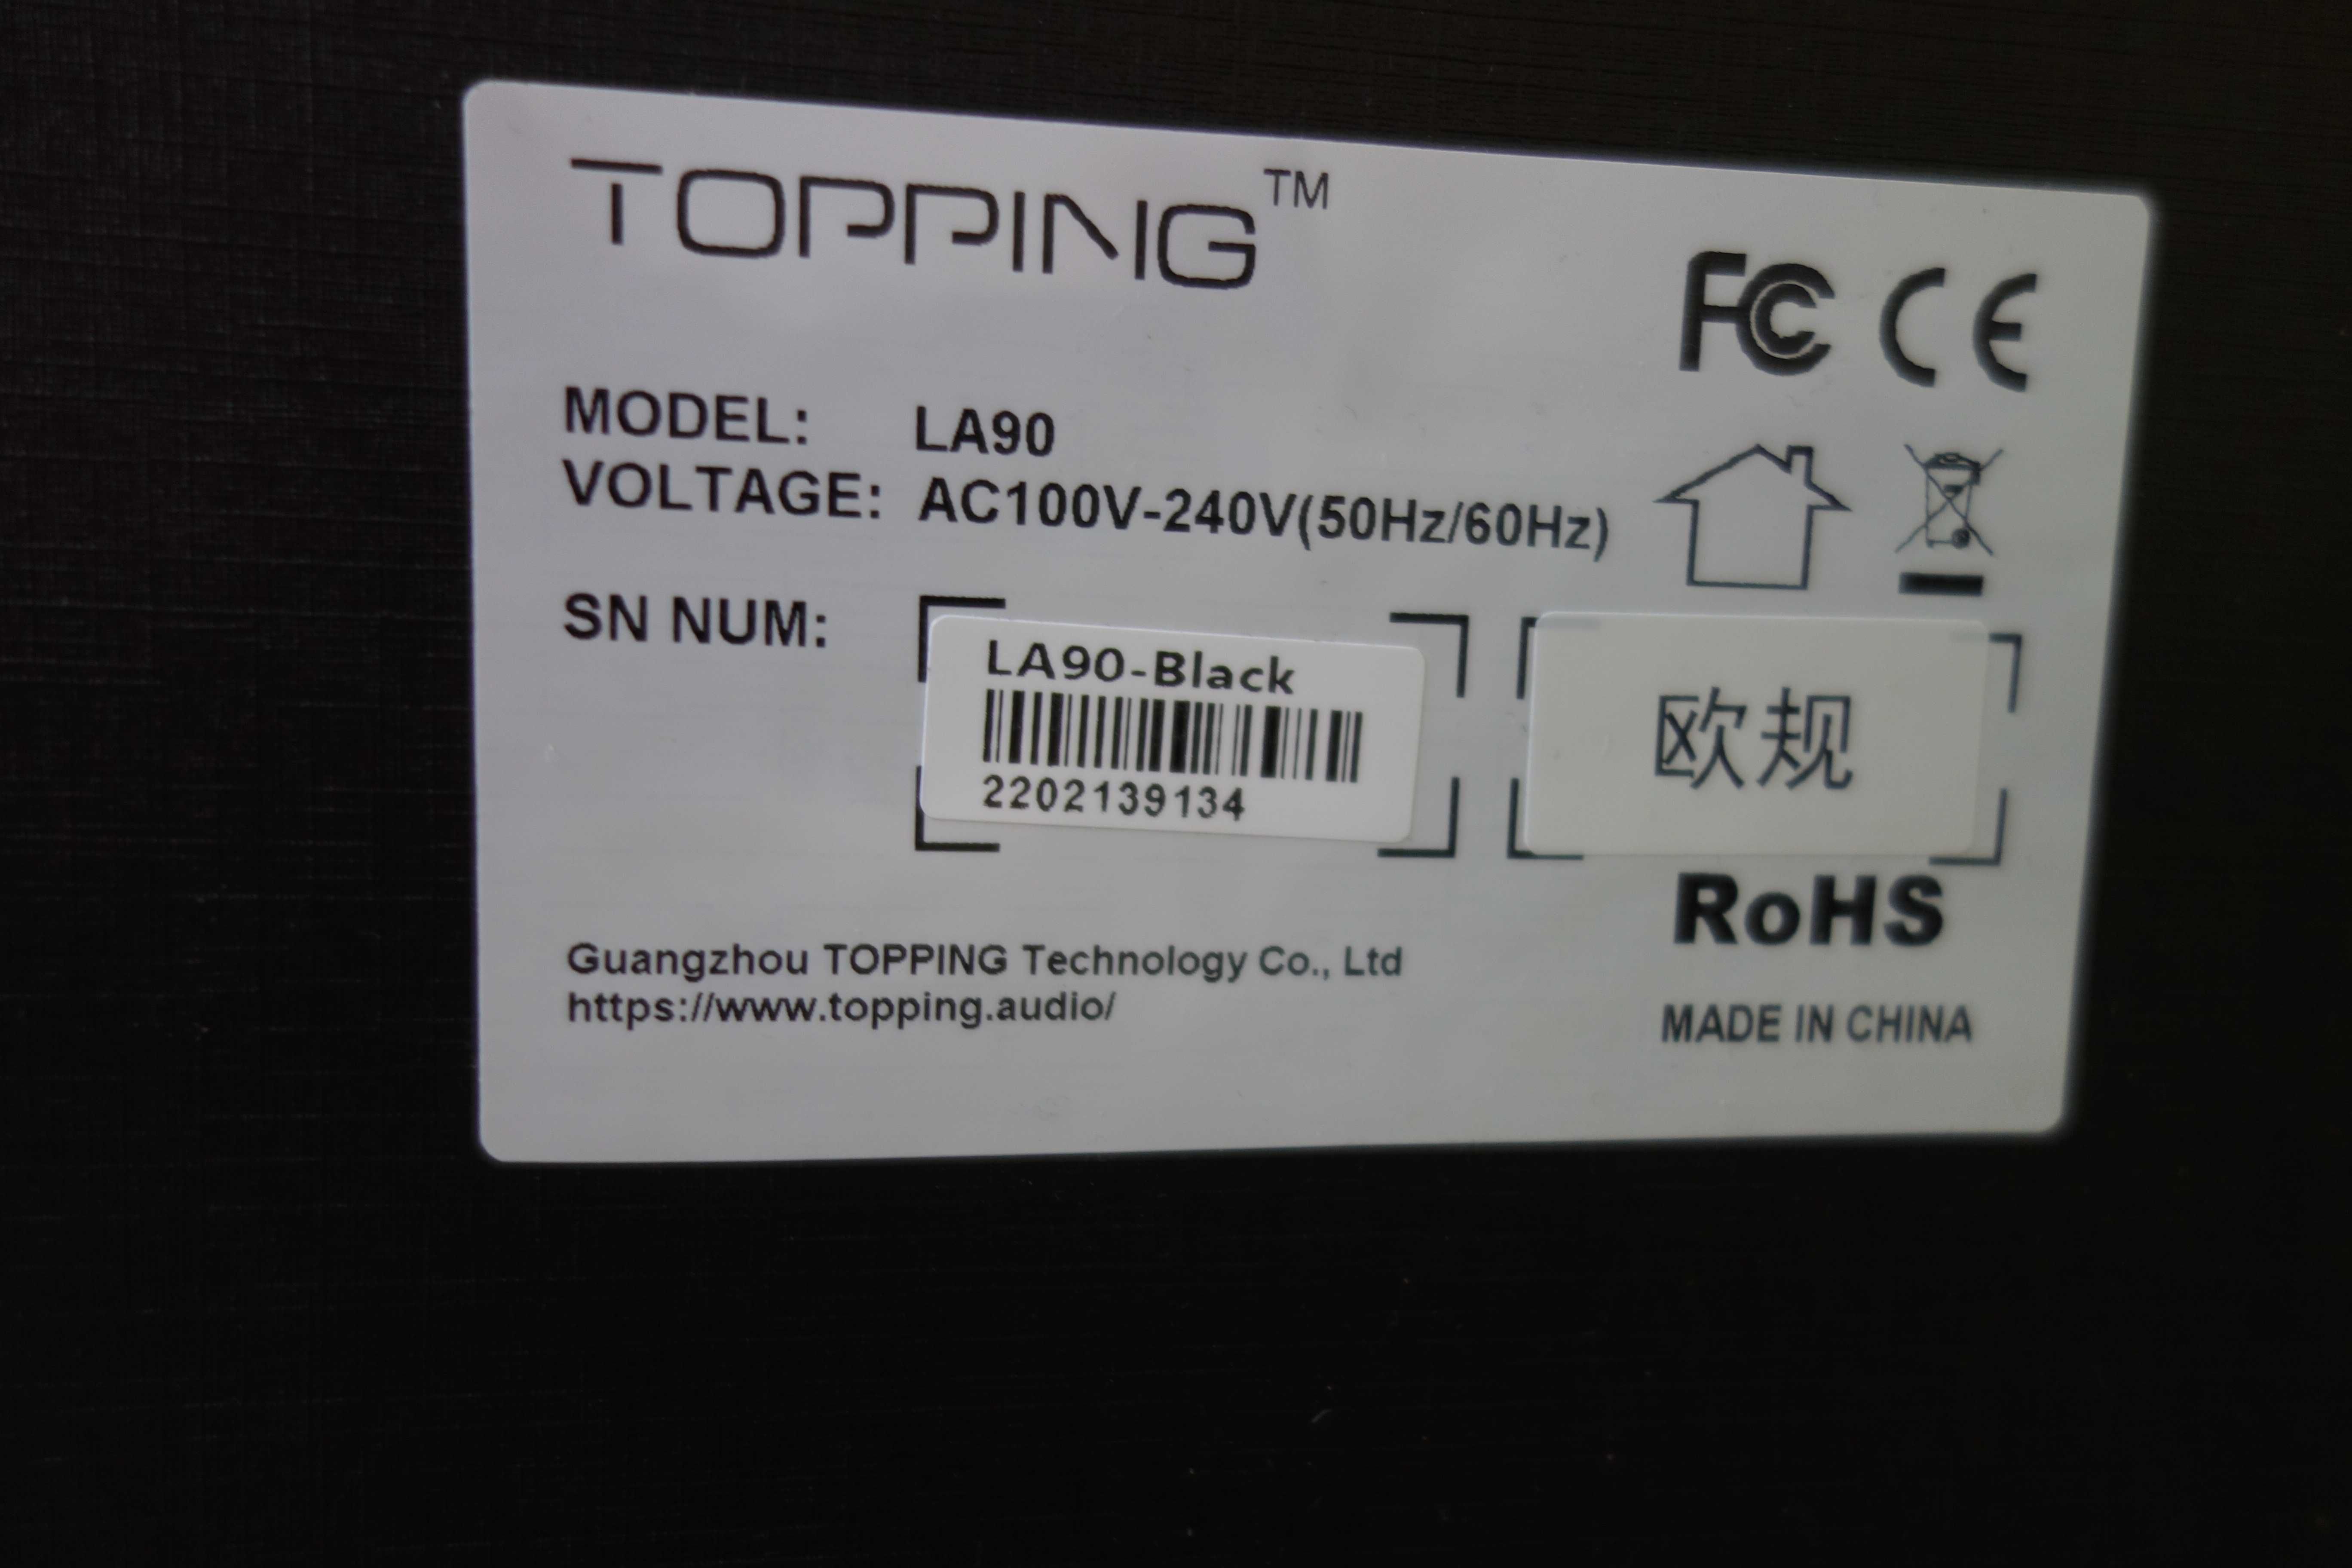 TOPPING™
FC CE
MODEL: LA90
VOLTAGE: AC100V-240V(50Hz/60Hz)
SN NUM:
LA90-Black
2202139134
欧规
RoHS
Guangzhou TOPPING Technology Co., Ltd
https://www.topping.audio/
MADE IN CHINA